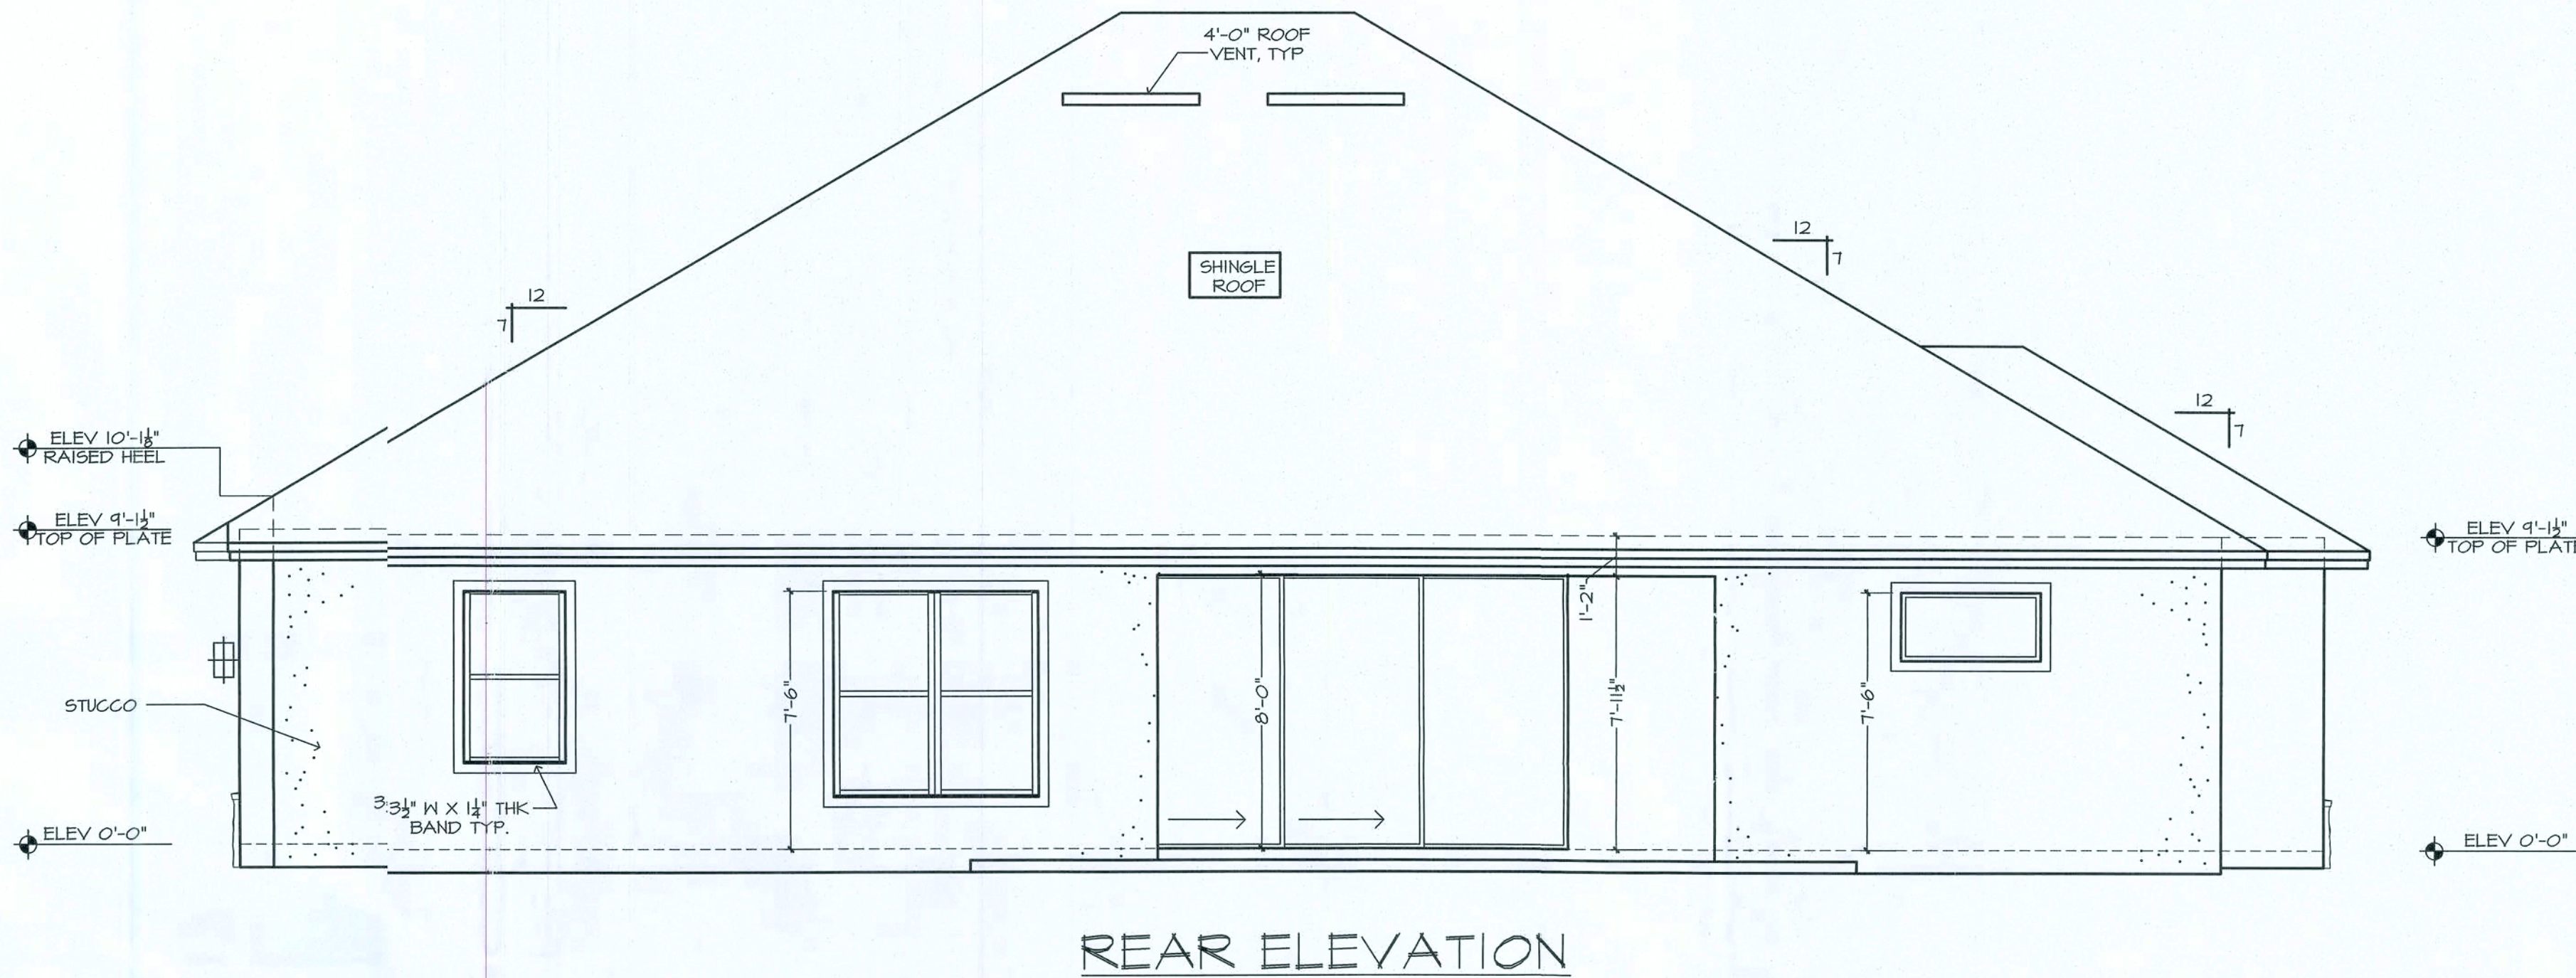 4'-0" ROOF
VENT, TYP
12
7
SHINGLE
ROOF
12
7
12
7
ELEV 10'-1⅛"
RAISED HEEL
ELEV 9'-1½"
TOP OF PLATE
ELEV 9'-1½"
TOP OF PLATE
1'-2"
7'-6"
8'-0"
7'-11½"
7'-6"
STUCCO
3½" W X 1¼" THK
BAND TYP.
ELEV 0'-0"
ELEV 0'-0"
REAR ELEVATION